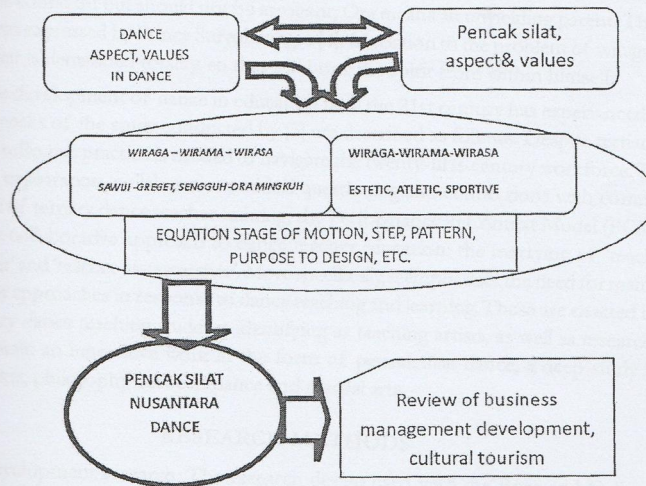 DANCE
ASPECT, VALUES
IN DANCE
Pencak silat,
aspect& values
WIRAGA – WIRAMA – WIRASA
SAWIJI -GREGET, SENGGUH -ORA MINGKUH
WIRAGA-WIRAMA-WIRASA
ESTETIC, ATLETIC, SPORTIVE
EQUATION STAGE OF MOTION, STEP, PATTERN,
PURPOSE TO DESIGN, ETC.
PENCAK SILAT
NUSANTARA
DANCE
Review of business
management development,
cultural tourism